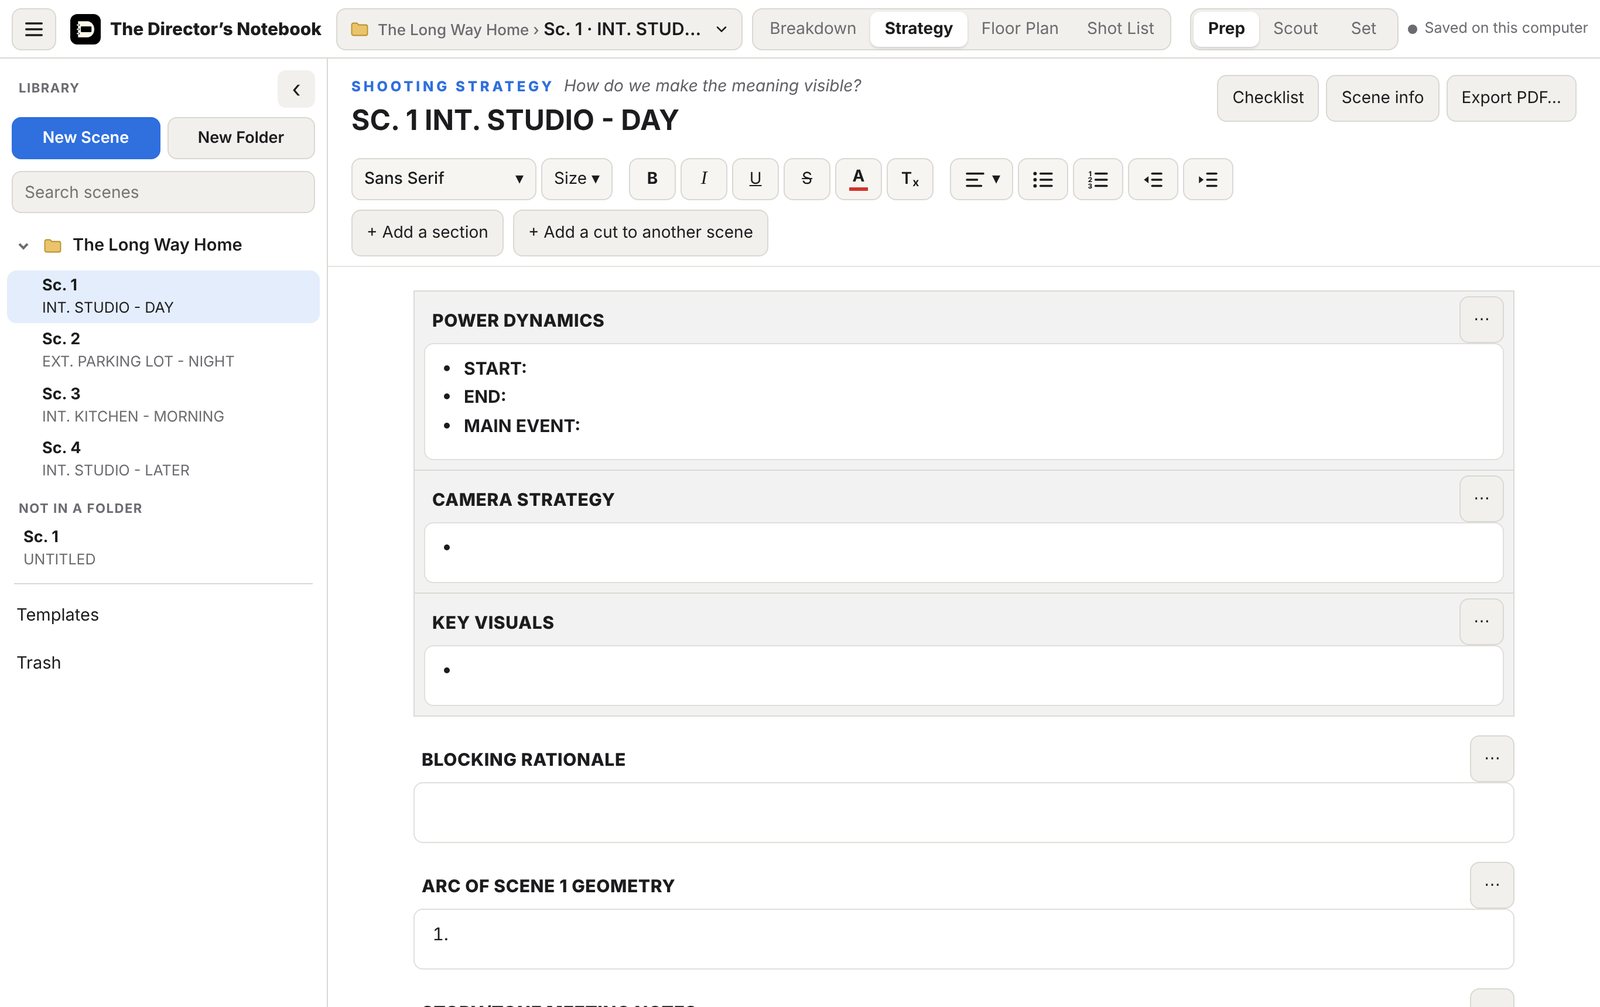 The Director's Notebook
The Long Way Home › Sc. 1 · INT. STUD...
Breakdown
Strategy
Floor Plan
Shot List
Prep
Scout
Set
Saved on this computer
LIBRARY
New Scene
New Folder
Search scenes
The Long Way Home
Sc. 1
INT. STUDIO - DAY
Sc. 2
EXT. PARKING LOT - NIGHT
Sc. 3
INT. KITCHEN - MORNING
Sc. 4
INT. STUDIO - LATER
NOT IN A FOLDER
Sc. 1
UNTITLED
Templates
Trash
SHOOTING STRATEGY How do we make the meaning visible?
SC. 1 INT. STUDIO - DAY
Checklist
Scene info
Export PDF...
Sans Serif
Size
B
I
U
S
A
Tx
+ Add a section
+ Add a cut to another scene
POWER DYNAMICS
• START:
• END:
• MAIN EVENT:
CAMERA STRATEGY
•
KEY VISUALS
•
BLOCKING RATIONALE
ARC OF SCENE 1 GEOMETRY
1.